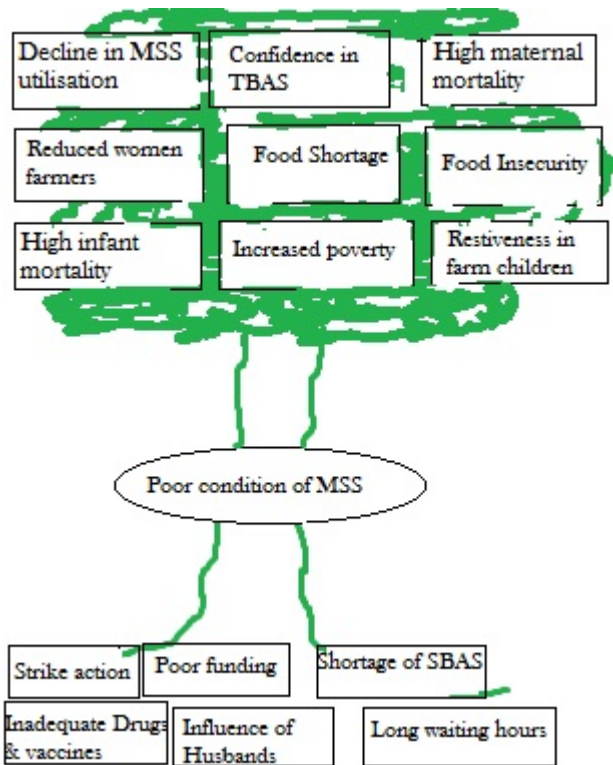 Decline in MSS
utilisation
Confidence in
TBAS
High maternal
mortality
Reduced women
farmers
Food Shortage
Food Insecurity
High infant
mortality
Increased poverty
Restiveness in
farm children
Poor condition of MSS
Strike action
Poor funding
Shortage of SBAS
Inadequate Drugs
& vaccines
Influence of
Husbands
Long waiting hours